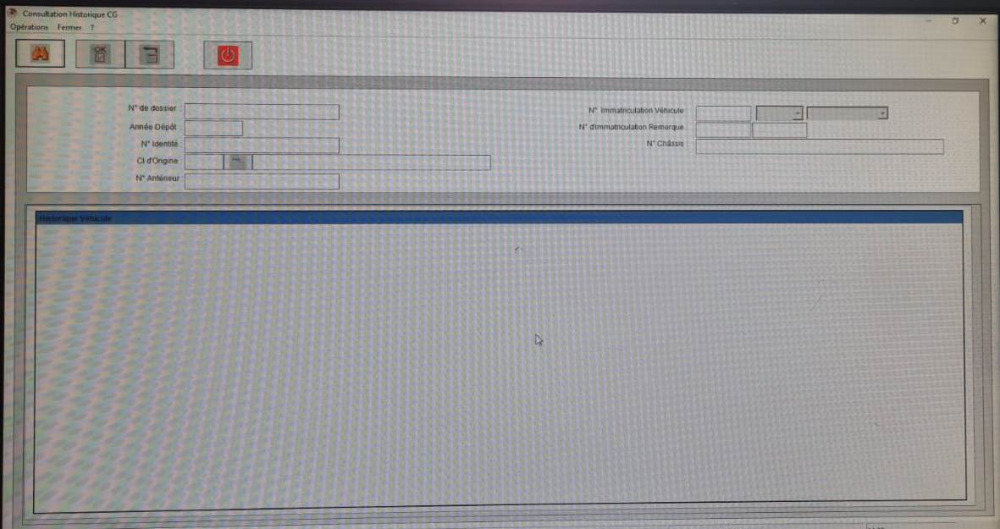 Consultation Historique CG
Opérations Fermer ?
OK
N° de dossier :
Année Dépôt :
N° Identité :
CI d'Origine :
N° Antérieur :
N° Immatriculation Véhicule
N° d'immatriculation Remorque
N° Châssis :
Historique Véhicule